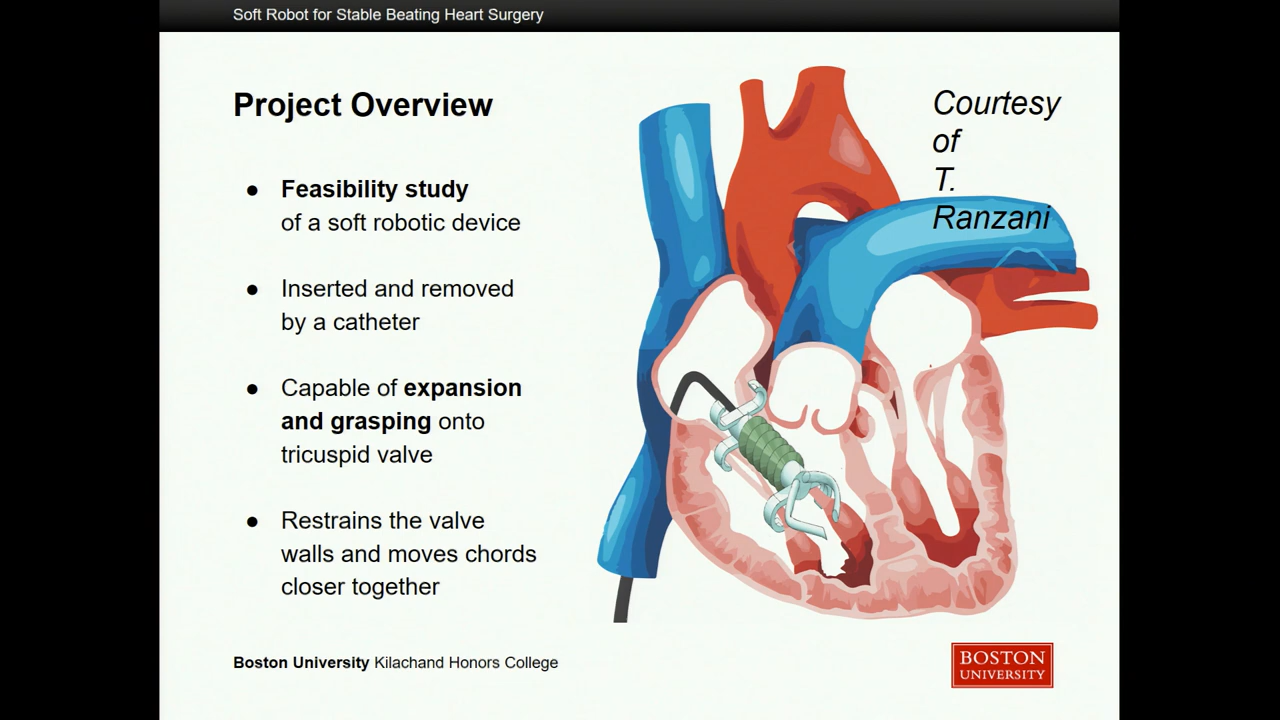 Soft Robot for Stable Beating Heart Surgery
Project Overview
● Feasibility study
of a soft robotic device
● Inserted and removed
by a catheter
● Capable of expansion
and grasping onto
tricuspid valve
● Restrains the valve
walls and moves chords
closer together
Courtesy
of
T.
Ranzani
Boston University Kilachand Honors College
BOSTON
UNIVERSITY